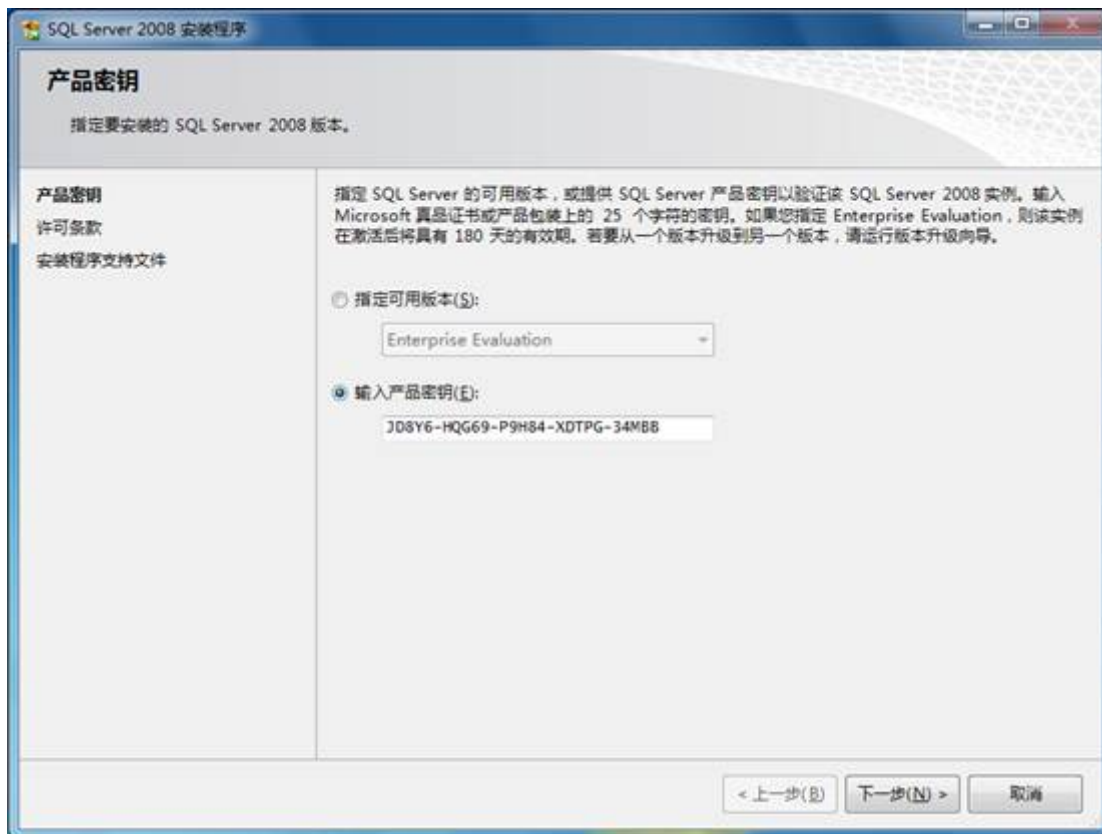 SQL Server 2008 安装程序
产品密钥
指定要安装的 SQL Server 2008 版本。
产品密钥
许可条款
安装程序支持文件
指定 SQL Server 的可用版本，或提供 SQL Server 产品密钥以验证该 SQL Server 2008 实例。输入
Microsoft 真品证书或产品包装上的 25 个字符的密钥。如果您指定 Enterprise Evaluation，则该实例
在激活后将具有 180 天的有效期。若要从一个版本升级到另一个版本，请运行版本升级向导。
指定可用版本(S):
Enterprise Evaluation
输入产品密钥(E):
JD8Y6-HQG69-P9H84-XDTPG-34MBB
< 上一步(B)
下一步(N) >
取消